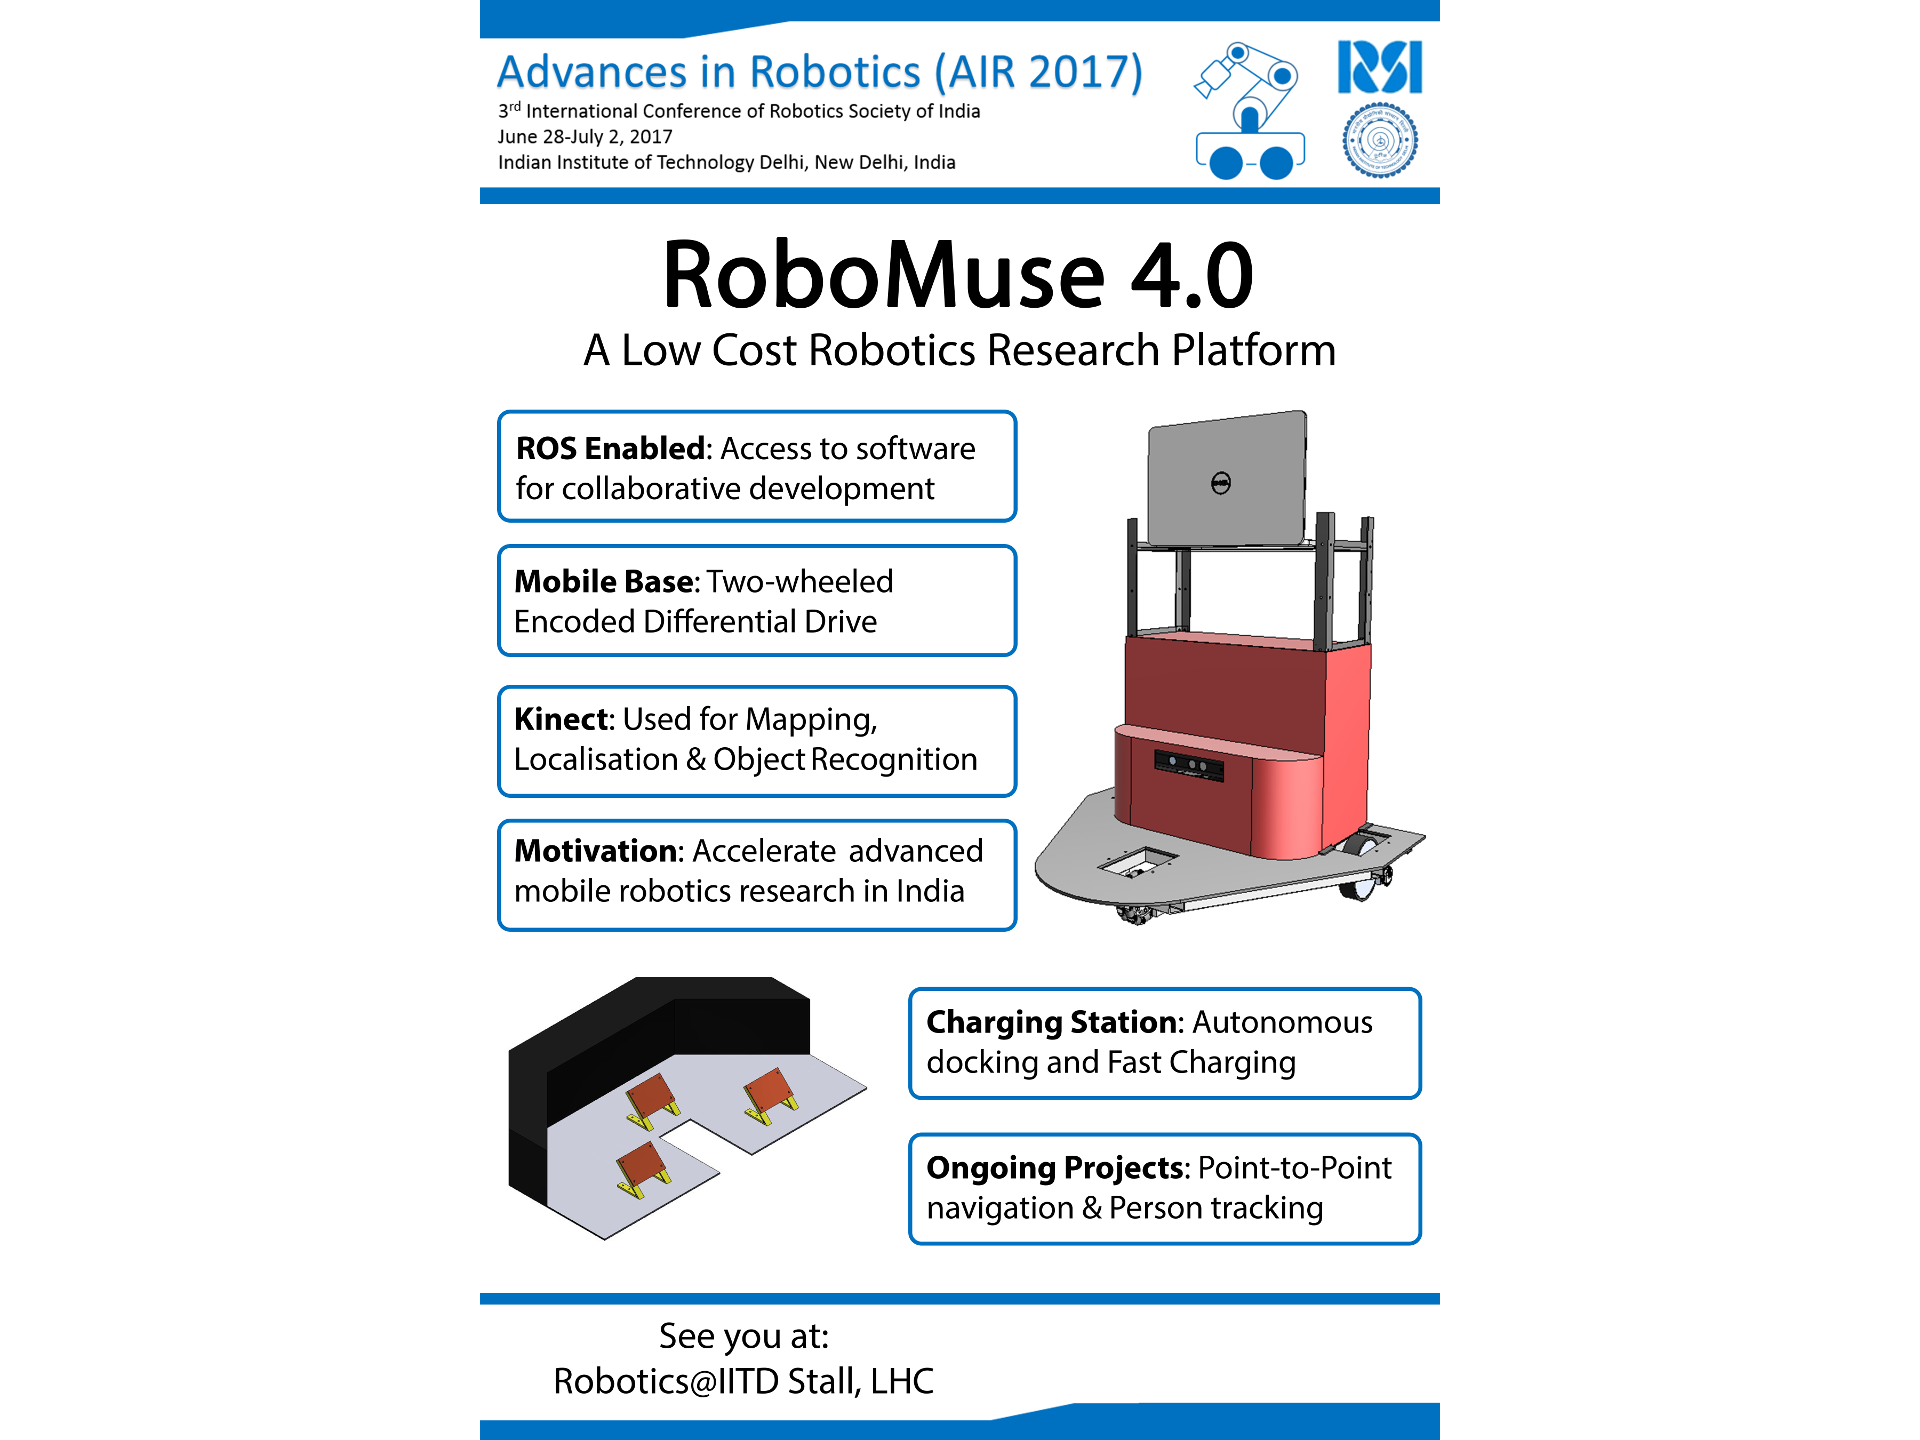 Advances in Robotics (AIR 2017)
3rd International Conference of Robotics Society of India
June 28-July 2, 2017
Indian Institute of Technology Delhi, New Delhi, India
RSI
RoboMuse 4.0
A Low Cost Robotics Research Platform
ROS Enabled: Access to software
for collaborative development
Mobile Base: Two-wheeled
Encoded Differential Drive
Kinect: Used for Mapping,
Localisation & Object Recognition
Motivation: Accelerate advanced
mobile robotics research in India
DELL
Charging Station: Autonomous
docking and Fast Charging
Ongoing Projects: Point-to-Point
navigation & Person tracking
See you at:
Robotics@IITD Stall, LHC